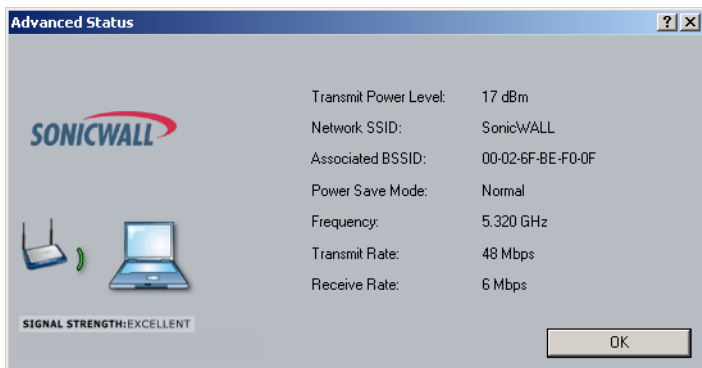 Advanced Status
SONICWALL
Transmit Power Level: 17 dBm
Network SSID: SonicWALL
Associated BSSID: 00-02-6F-BE-F0-0F
Power Save Mode: Normal
Frequency: 5.320 GHz
Transmit Rate: 48 Mbps
Receive Rate: 6 Mbps
SIGNAL STRENGTH:EXCELLENT
OK